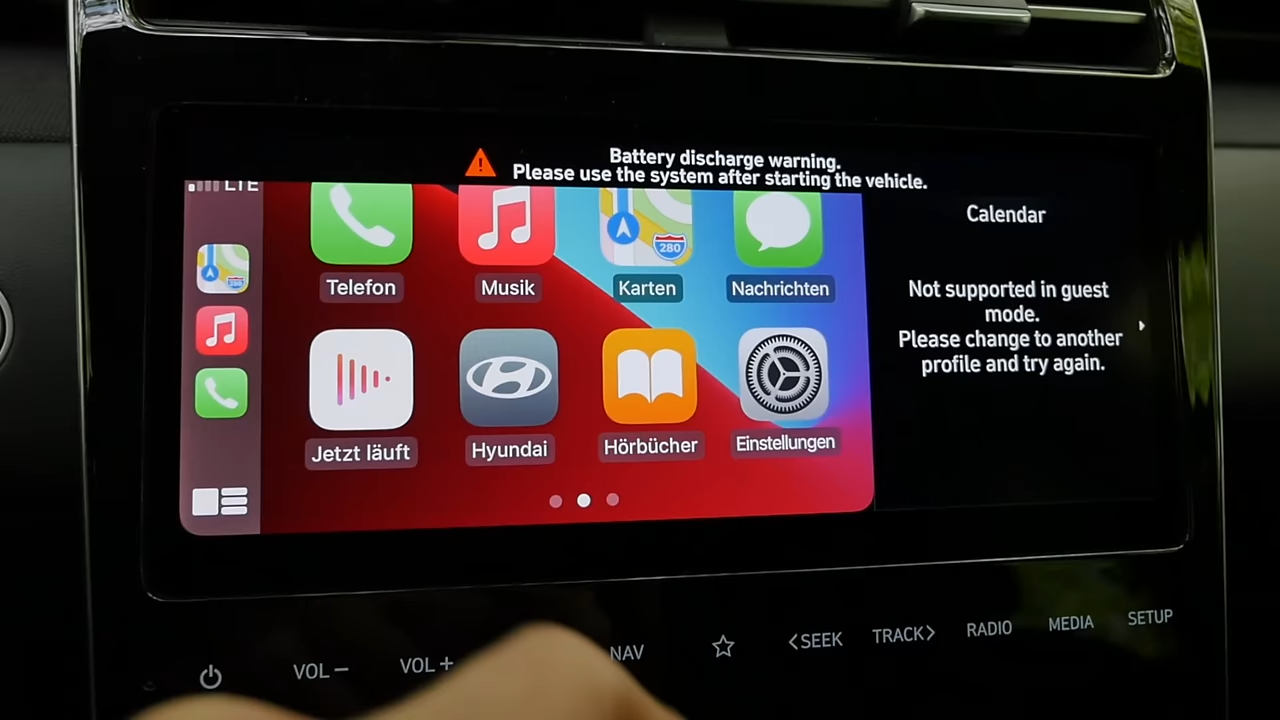 Battery discharge warning.
Please use the system after starting the vehicle.
LTE
Calendar
280
Telefon
Musik
Karten
Nachrichten
Not supported in guest
mode.
Please change to another
profile and try again.
Jetzt läuft
Hyundai
Hörbücher
Einstellungen
VOL−
VOL+
NAV
<SEEK
TRACK>
RADIO
MEDIA
SETUP